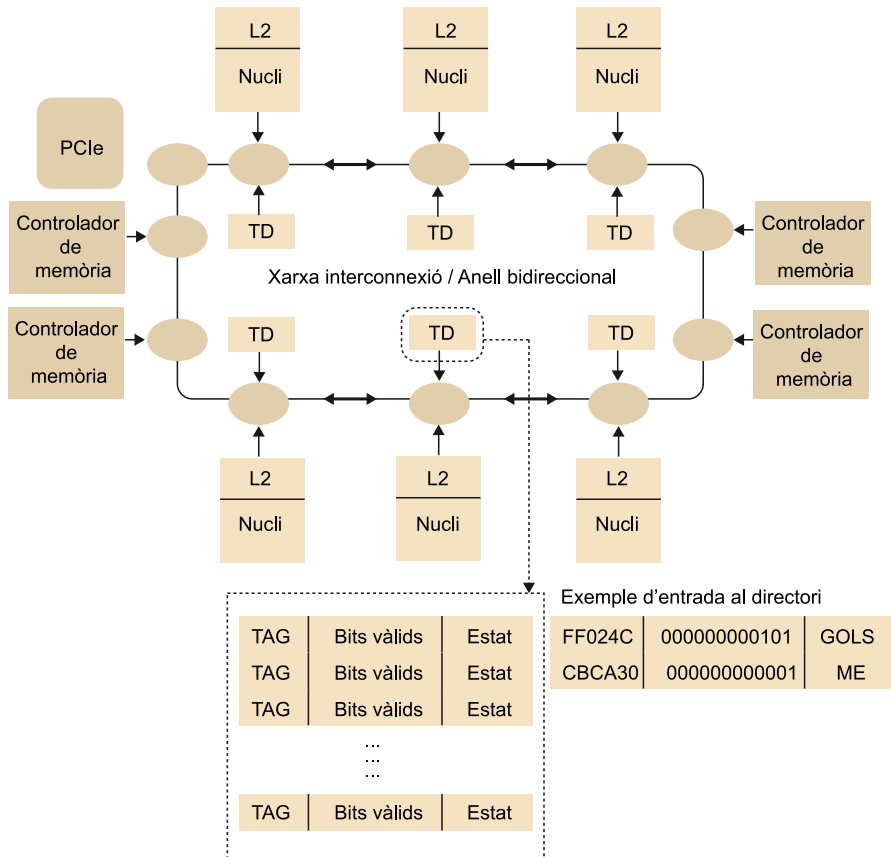 L2
L2
L2
Nucli
Nucli
Nucli
PCIe
Controlador
de
memòria
TD
TD
TD
Controlador
de
memòria
Xarxa interconnexió / Anell bidireccional
Controlador
de
memòria
TD
TD
TD
Controlador
de
memòria
L2
L2
L2
Nucli
Nucli
Nucli
Exemple d'entrada al directori
TAG Bits vàlids Estat
FF024C 000000000101 GOLS
TAG Bits vàlids Estat
CBCA30 000000000001 ME
TAG Bits vàlids Estat
...
...
TAG Bits vàlids Estat